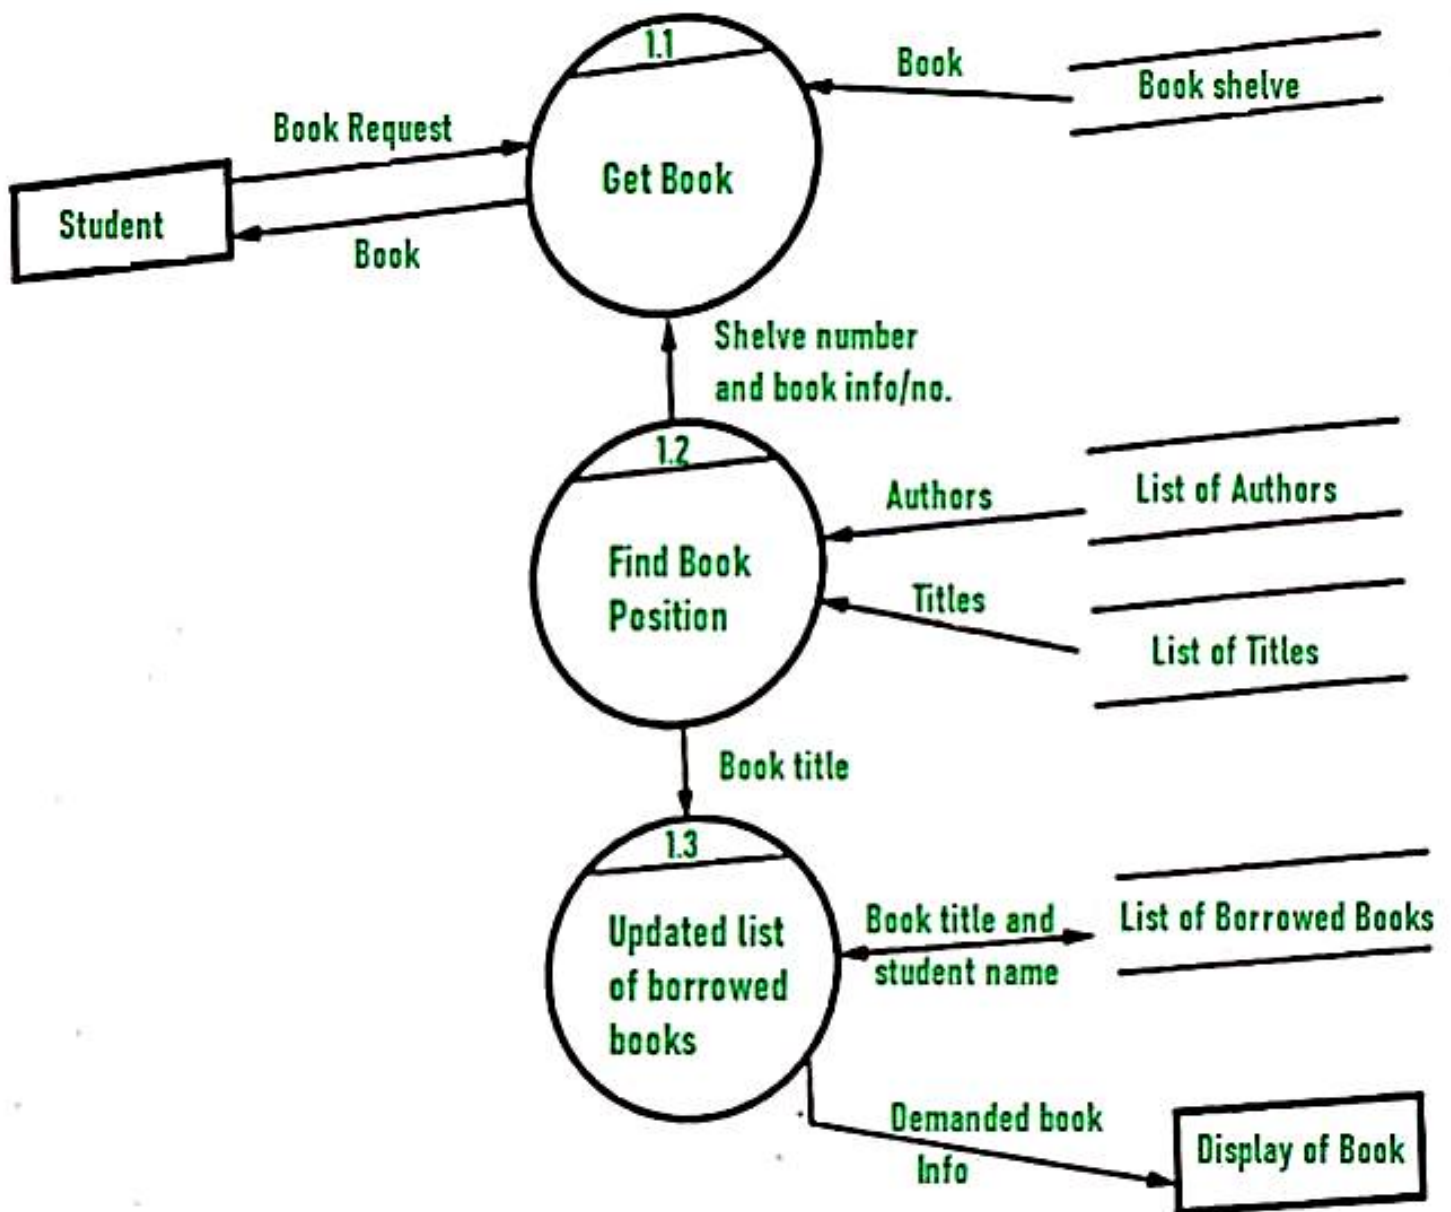 1.1
Book
Book shelve
Book Request
Get Book
Student
Book
Shelve number
and book info/no.
1.2
Authors
List of Authors
Find Book
Position
Titles
List of Titles
Book title
1.3
Updated list
of borrowed
books
Book title and
student name
List of Borrowed Books
Demanded book
Info
Display of Book